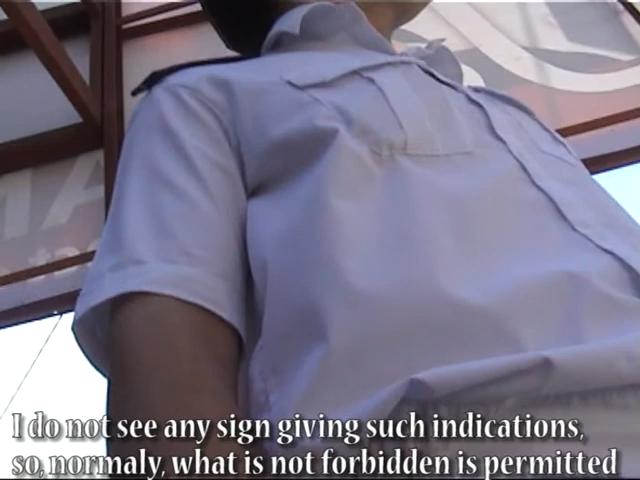 I do not see any sign giving such indications,
so, normaly, what is not forbidden is permitted